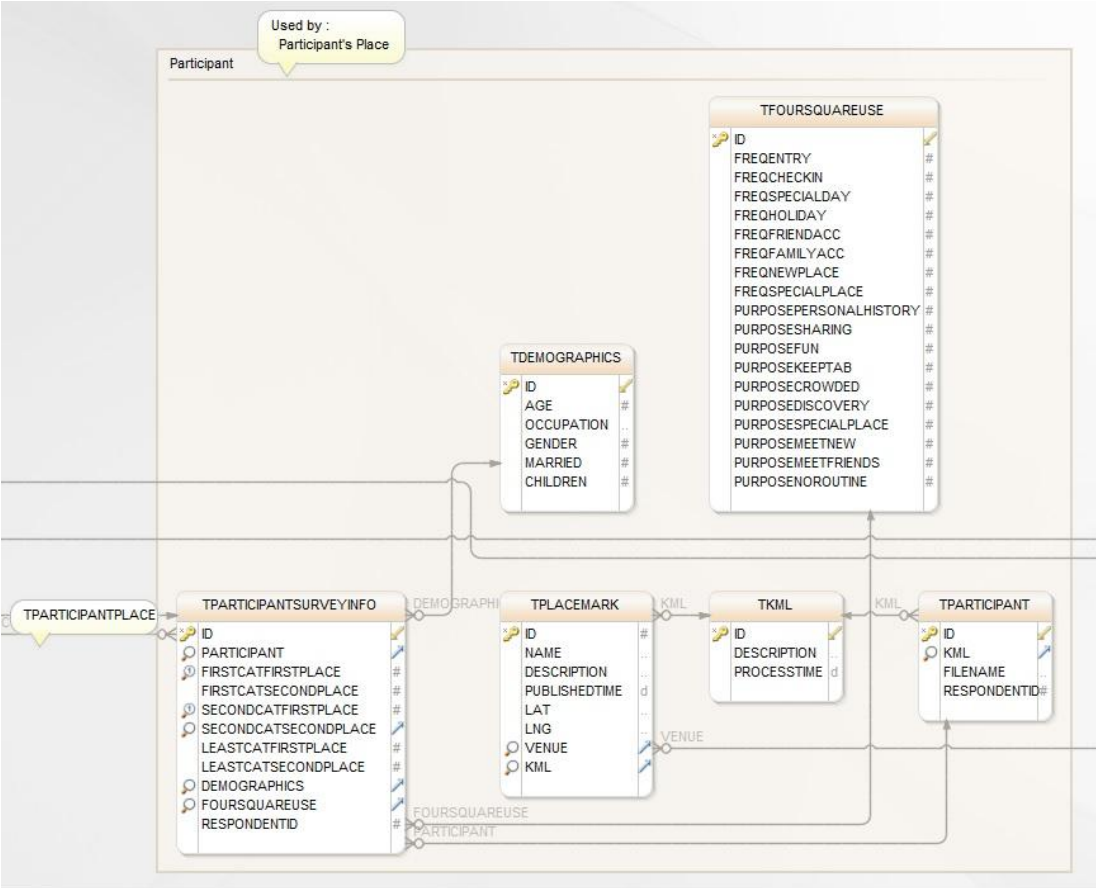 Used by :
Participant's Place
Participant
TFOURSQUAREUSE
ID
FREQENTRY #
FREQCHECKIN #
FREQSPECIALDAY #
FREQHOLIDAY #
FREQFRIENDACC #
FREQFAMILYACC #
FREQNEWPLACE #
FREQSPECIALPLACE #
PURPOSEPERSONALHISTORY #
PURPOSESHARING #
PURPOSEFUN #
PURPOSEKEEPTAB #
PURPOSECROWDED #
PURPOSEDISCOVERY #
PURPOSESPECIALPLACE #
PURPOSEMEETNEW #
PURPOSEMEETFRIENDS #
PURPOSENOROUTINE #
TDEMOGRAPHICS
ID
AGE #
OCCUPATION ..
GENDER #
MARRIED #
CHILDREN #
TPARTICIPANTPLACE
TPARTICIPANTSURVEYINFO
ID
PARTICIPANT
FIRSTCATFIRSTPLACE #
FIRSTCATSECONDPLACE #
SECONDCATFIRSTPLACE #
SECONDCATSECONDPLACE
LEASTCATFIRSTPLACE #
LEASTCATSECONDPLACE #
DEMOGRAPHICS
FOURSQUAREUSE
RESPONDENTID #
DEMOGRAPHI
FOURSQUAREUSE
PARTICIPANT
TPLACEMARK
ID #
NAME ..
DESCRIPTION ..
PUBLISHEDTIME d
LAT ..
LNG ..
VENUE
KML
KML
VENUE
TKML
ID
DESCRIPTION ..
PROCESSTIME d
KML
TPARTICIPANT
ID
KML
FILENAME ..
RESPONDENTID#